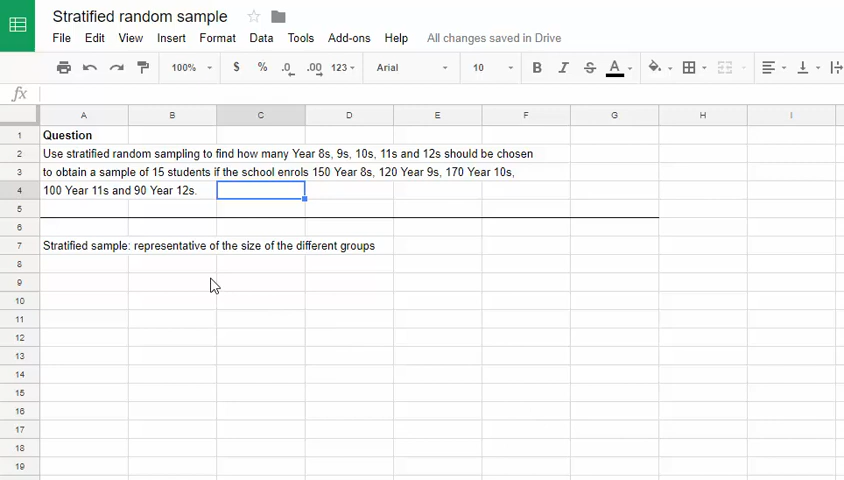 Stratified random sample
File Edit View Insert Format Data Tools Add-ons Help All changes saved in Drive
100% $ % .0 .00 123 Arial 10 B I S A
fx
A B C D E F G H I
1 Question
2 Use stratified random sampling to find how many Year 8s, 9s, 10s, 11s and 12s should be chosen
3 to obtain a sample of 15 students if the school enrols 150 Year 8s, 120 Year 9s, 170 Year 10s,
4 100 Year 11s and 90 Year 12s.
5
6
7 Stratified sample: representative of the size of the different groups
8
9
10
11
12
13
14
15
16
17
18
19